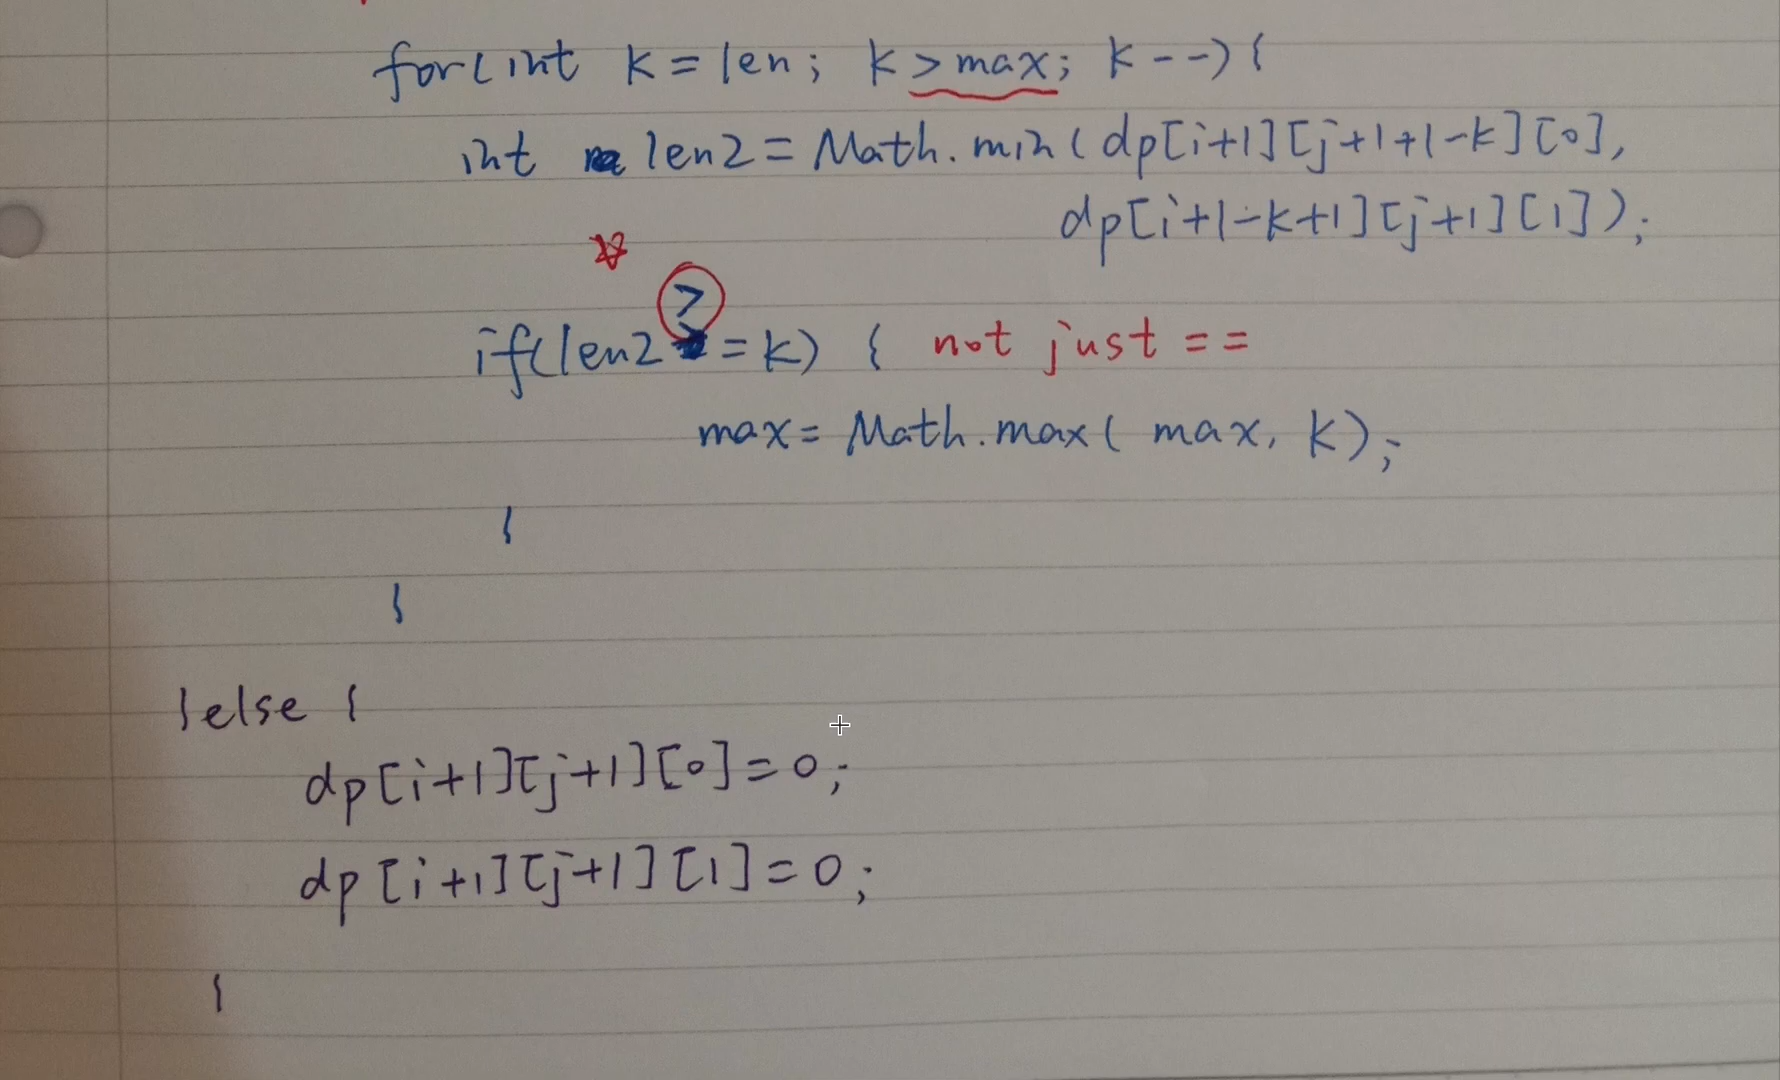 for(int k = len; k > max; k--){
int len2 = Math.min(dp[i+1][j+1+1-k][0],
dp[i+1-k+1][j+1][1]);
if(len2 >= k) { not just ==
max = Math.max( max, k);
}
}
}else {
dp[i+1][j+1][0] = 0;
dp[i+1][j+1][1] = 0;
}